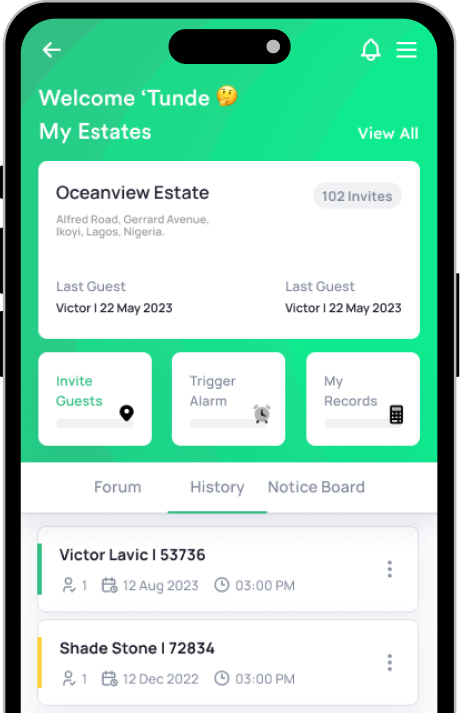 Welcome ‘Tunde 🤔
My Estates
View All
Oceanview Estate
102 Invites
Alfred Road, Gerrard Avenue,
Ikoyi, Lagos, Nigeria.
Last Guest
Victor | 22 May 2023
Last Guest
Victor | 22 May 2023
Invite
Guests
Trigger
Alarm
My
Records
Forum
History
Notice Board
Victor Lavic | 53736
1
12 Aug 2023
03:00 PM
Shade Stone | 72834
1
12 Dec 2022
03:00 PM